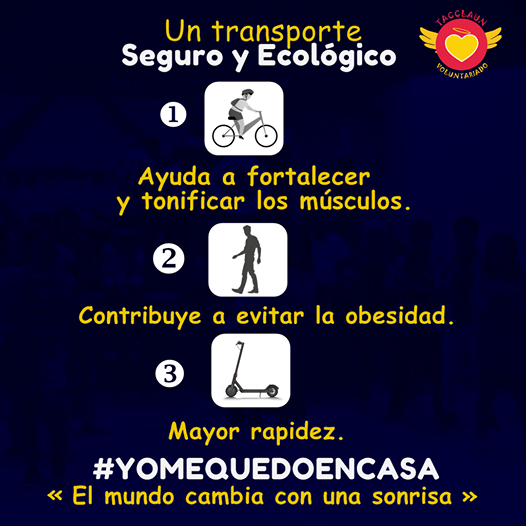 Un transporte
Seguro y Ecológico
TACCLAUN
VOLUNTARIADO
1
Ayuda a fortalecer
y tonificar los músculos.
2
Contribuye a evitar la obesidad.
3
Mayor rapidez.
#YOMEQUEDOENCASA
« El mundo cambia con una sonrisa »